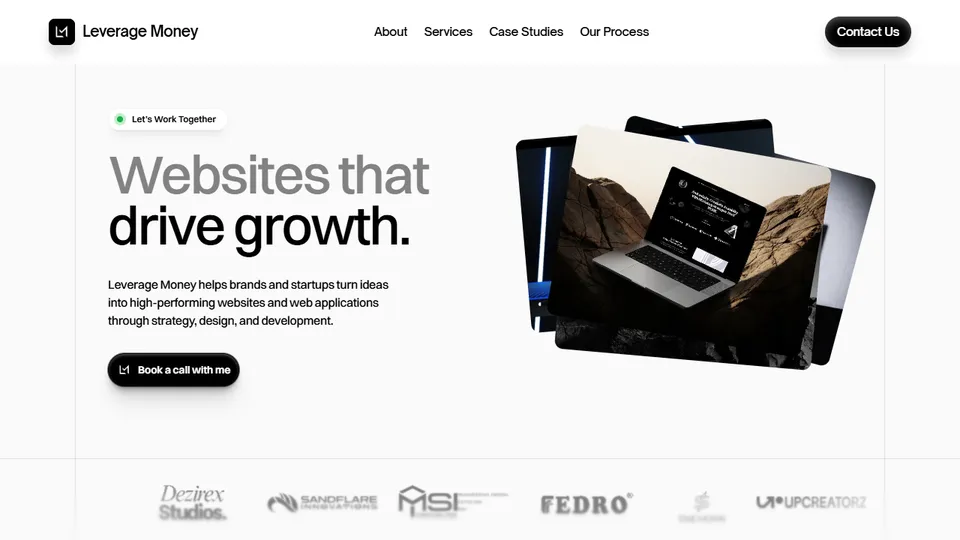 Leverage Money
About
Services
Case Studies
Our Process
Contact Us
Let's Work Together
Websites that
drive growth.
Leverage Money helps brands and startups turn ideas
into high-performing websites and web applications
through strategy, design, and development.
Book a call with me
Dezirex
Studios.
SANDFLARE
INNOVATIONS
MSI
FEDRO®
UPCREATORZ